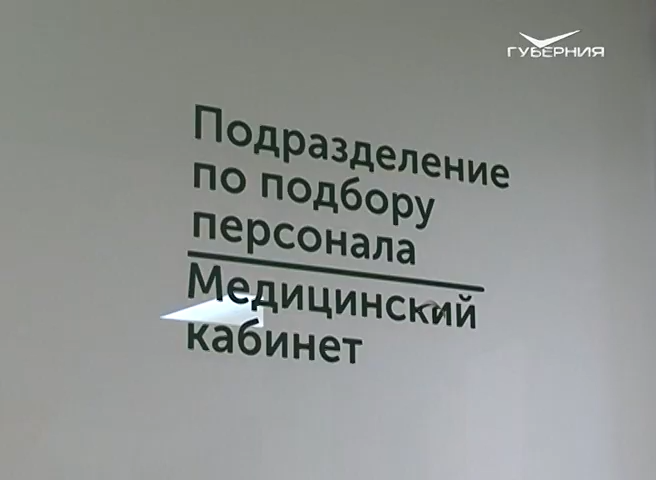 ГУБЕРНИЯ
Подразделение
по подбору
персонала
Медицинский
кабинет